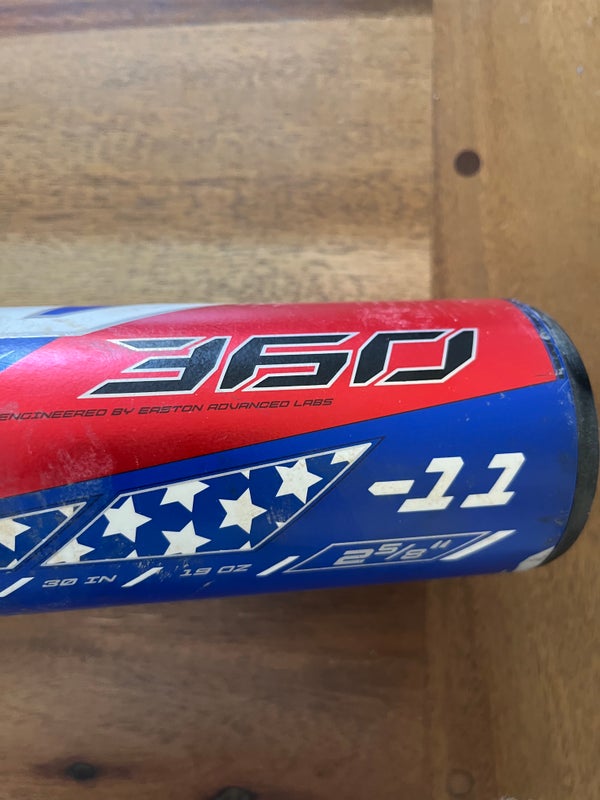 360
ENGINEERED BY EASTON ADVANCED LABS
-11
30 IN / 19 OZ / 2 5/8"